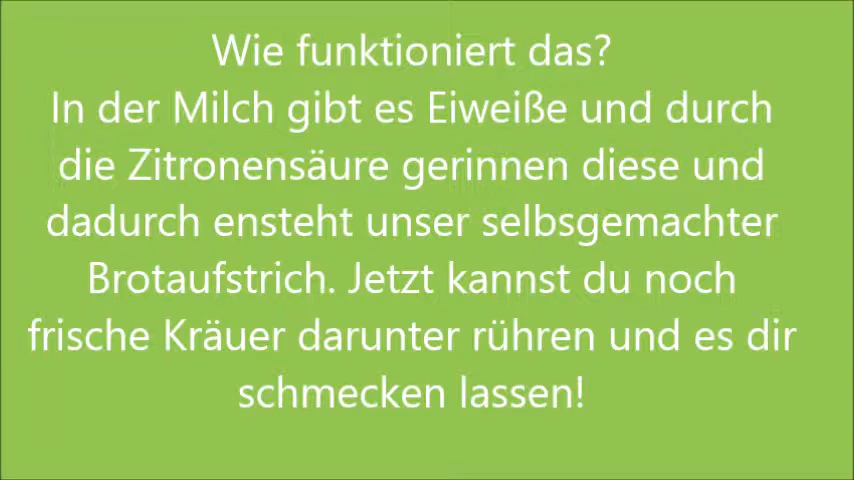 Wie funktioniert das?
In der Milch gibt es Eiweiße und durch
die Zitronensäure gerinnen diese und
dadurch ensteht unser selbsgemachter
Brotaufstrich. Jetzt kannst du noch
frische Kräuer darunter rühren und es dir
schmecken lassen!